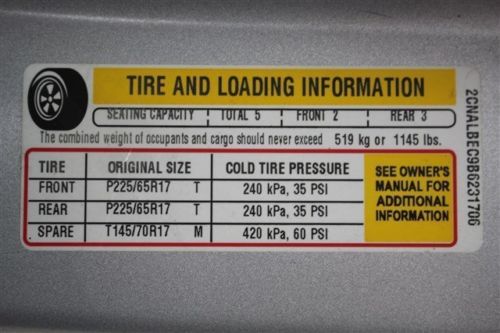 TIRE AND LOADING INFORMATION
SEATING CAPACITY | TOTAL 5 | FRONT 2 | REAR 3
The combined weight of occupants and cargo should never exceed 519 kg or 1145 lbs.
TIRE ORIGINAL SIZE COLD TIRE PRESSURE
FRONT P225/65R17 T 240 kPa, 35 PSI
REAR P225/65R17 T 240 kPa, 35 PSI
SPARE T145/70R17 M 420 kPa, 60 PSI
SEE OWNER'S
MANUAL FOR
ADDITIONAL
INFORMATION
2CNALBEC9B6231706